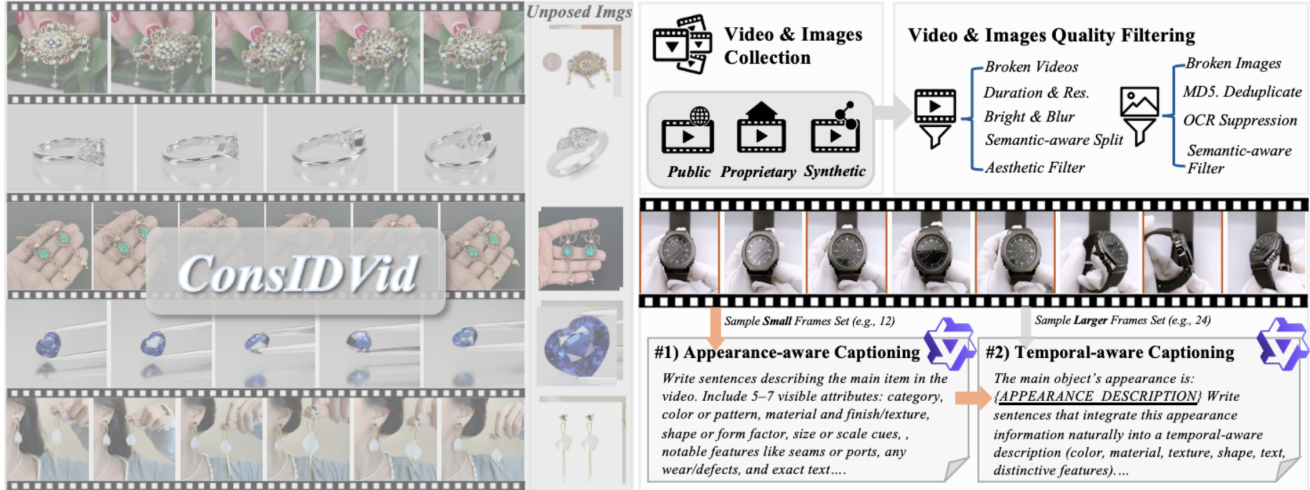 Unposed Imgs
ConsIDVid
Video & Images
Collection
Public Proprietary Synthetic
Video & Images Quality Filtering
Broken Videos
Duration & Res.
Bright & Blur
Semantic-aware Split
Aesthetic Filter
Broken Images
MD5. Deduplicate
OCR Suppression
Semantic-aware
Filter
Sample Small Frames Set (e.g., 12)
Sample Larger Frames Set (e.g., 24)
#1) Appearance-aware Captioning
Write sentences describing the main item in the
video. Include 5–7 visible attributes: category,
color or pattern, material and finish/texture,
shape or form factor, size or scale cues, ,
notable features like seams or ports, any
wear/defects, and exact text….
#2) Temporal-aware Captioning
The main object's appearance is:
{APPEARANCE_DESCRIPTION} Write
sentences that integrate this appearance
information naturally into a temporal-aware
description (color, material, texture, shape, text,
distinctive features)….